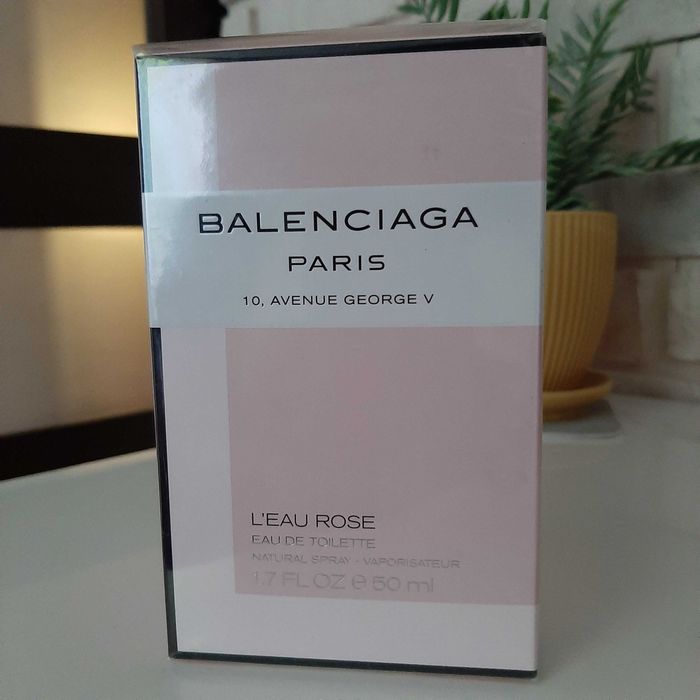 BALENCIAGA
PARIS
10, AVENUE GEORGE V
L'EAU ROSE
EAU DE TOILETTE
NATURAL SPRAY - VAPORISATEUR
1.7 FL OZ ℮ 50 ml